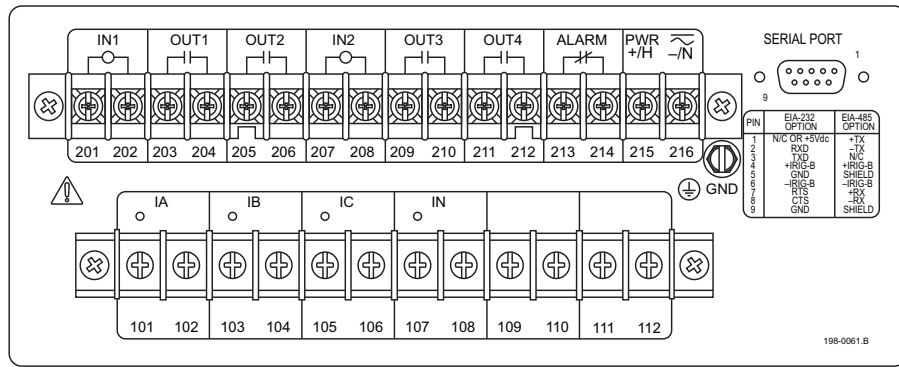 IN1 OUT1 OUT2 IN2 OUT3 OUT4 ALARM PWR
+/H –/N
201 202 203 204 205 206 207 208 209 210 211 212 213 214 215 216
GND
SERIAL PORT
1
9
PIN EIA-232 OPTION EIA-485 OPTION
1 N/C OR +5Vdc +TX
2 RXD –TX
3 TXD N/C
4 +IRIG-B +IRIG-B
5 GND SHIELD
6 –IRIG-B –IRIG-B
7 RTS +RX
8 CTS –RX
9 GND SHIELD
IA IB IC IN
101 102 103 104 105 106 107 108 109 110 111 112
198-0061.B